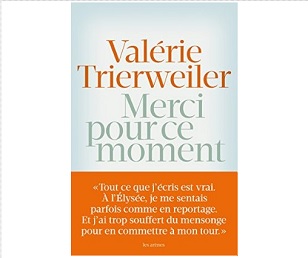 Valérie
Trierweiler
Merci
pour ce
moment
« Tout ce que j'écris est vrai.
À l'Élysée, je me sentais
parfois comme en reportage.
Et j'ai trop souffert du mensonge
pour en commettre à mon tour. »
les arènes